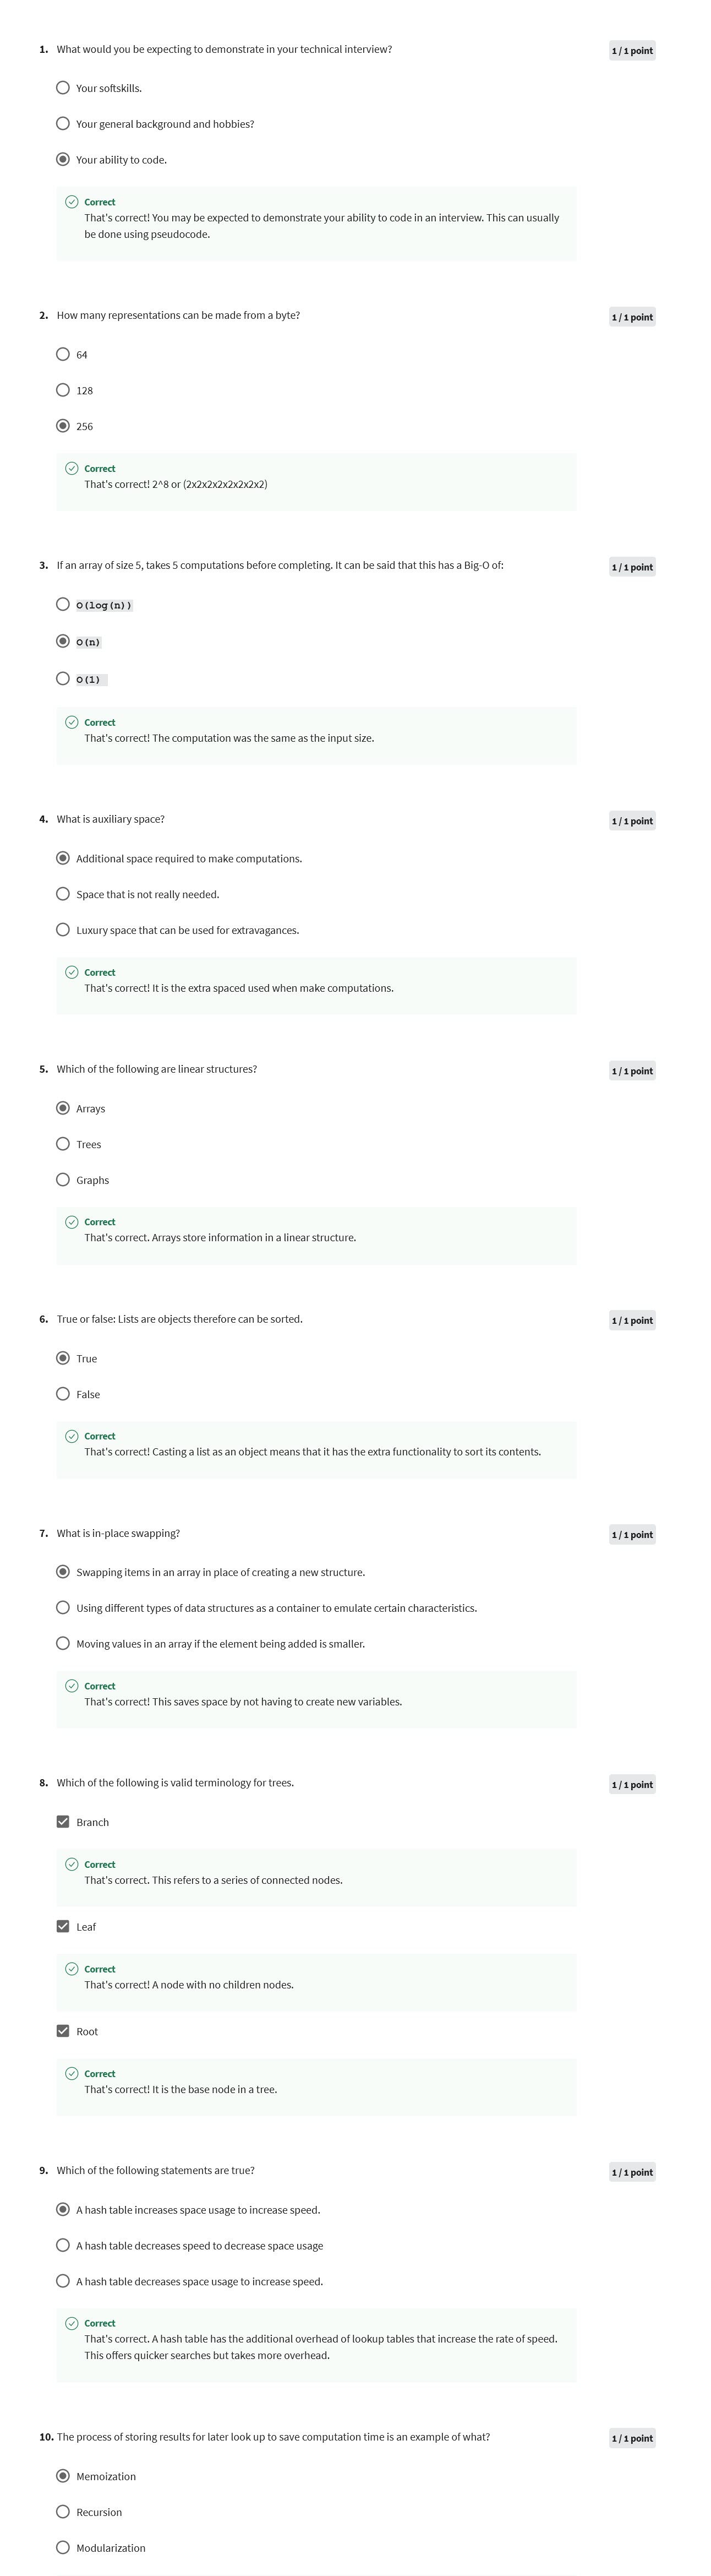 1. What would you be expecting to demonstrate in your technical interview?
1 / 1 point
Your softskills.
Your general background and hobbies?
Your ability to code.
Correct
That's correct! You may be expected to demonstrate your ability to code in an interview. This can usually
be done using pseudocode.
2. How many representations can be made from a byte?
1 / 1 point
64
128
256
Correct
That's correct! 2^8 or (2x2x2x2x2x2x2x2)
3. If an array of size 5, takes 5 computations before completing. It can be said that this has a Big-O of:
1 / 1 point
O(log(n))
O(n)
O(1)
Correct
That's correct! The computation was the same as the input size.
4. What is auxiliary space?
1 / 1 point
Additional space required to make computations.
Space that is not really needed.
Luxury space that can be used for extravagances.
Correct
That's correct! It is the extra spaced used when make computations.
5. Which of the following are linear structures?
1 / 1 point
Arrays
Trees
Graphs
Correct
That's correct. Arrays store information in a linear structure.
6. True or false: Lists are objects therefore can be sorted.
1 / 1 point
True
False
Correct
That's correct! Casting a list as an object means that it has the extra functionality to sort its contents.
7. What is in-place swapping?
1 / 1 point
Swapping items in an array in place of creating a new structure.
Using different types of data structures as a container to emulate certain characteristics.
Moving values in an array if the element being added is smaller.
Correct
That's correct! This saves space by not having to create new variables.
8. Which of the following is valid terminology for trees.
1 / 1 point
Branch
Correct
That's correct. This refers to a series of connected nodes.
Leaf
Correct
That's correct! A node with no children nodes.
Root
Correct
That's correct! It is the base node in a tree.
9. Which of the following statements are true?
1 / 1 point
A hash table increases space usage to increase speed.
A hash table decreases speed to decrease space usage
A hash table decreases space usage to increase speed.
Correct
That's correct. A hash table has the additional overhead of lookup tables that increase the rate of speed.
This offers quicker searches but takes more overhead.
10. The process of storing results for later look up to save computation time is an example of what?
1 / 1 point
Memoization
Recursion
Modularization